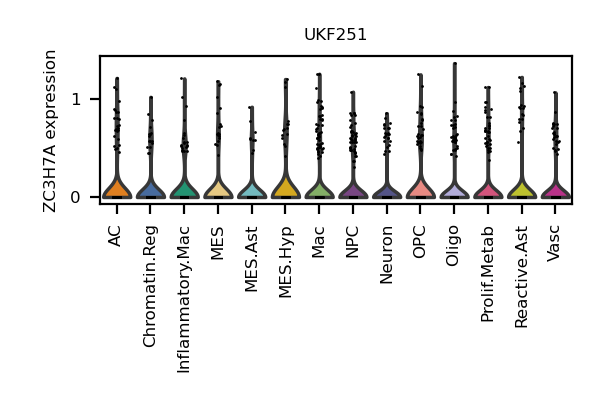 UKF251
ZC3H7A expression
1
0
AC
Chromatin.Reg
Inflammatory.Mac
MES
MES.Ast
MES.Hyp
Mac
NPC
Neuron
OPC
Oligo
Prolif.Metab
Reactive.Ast
Vasc